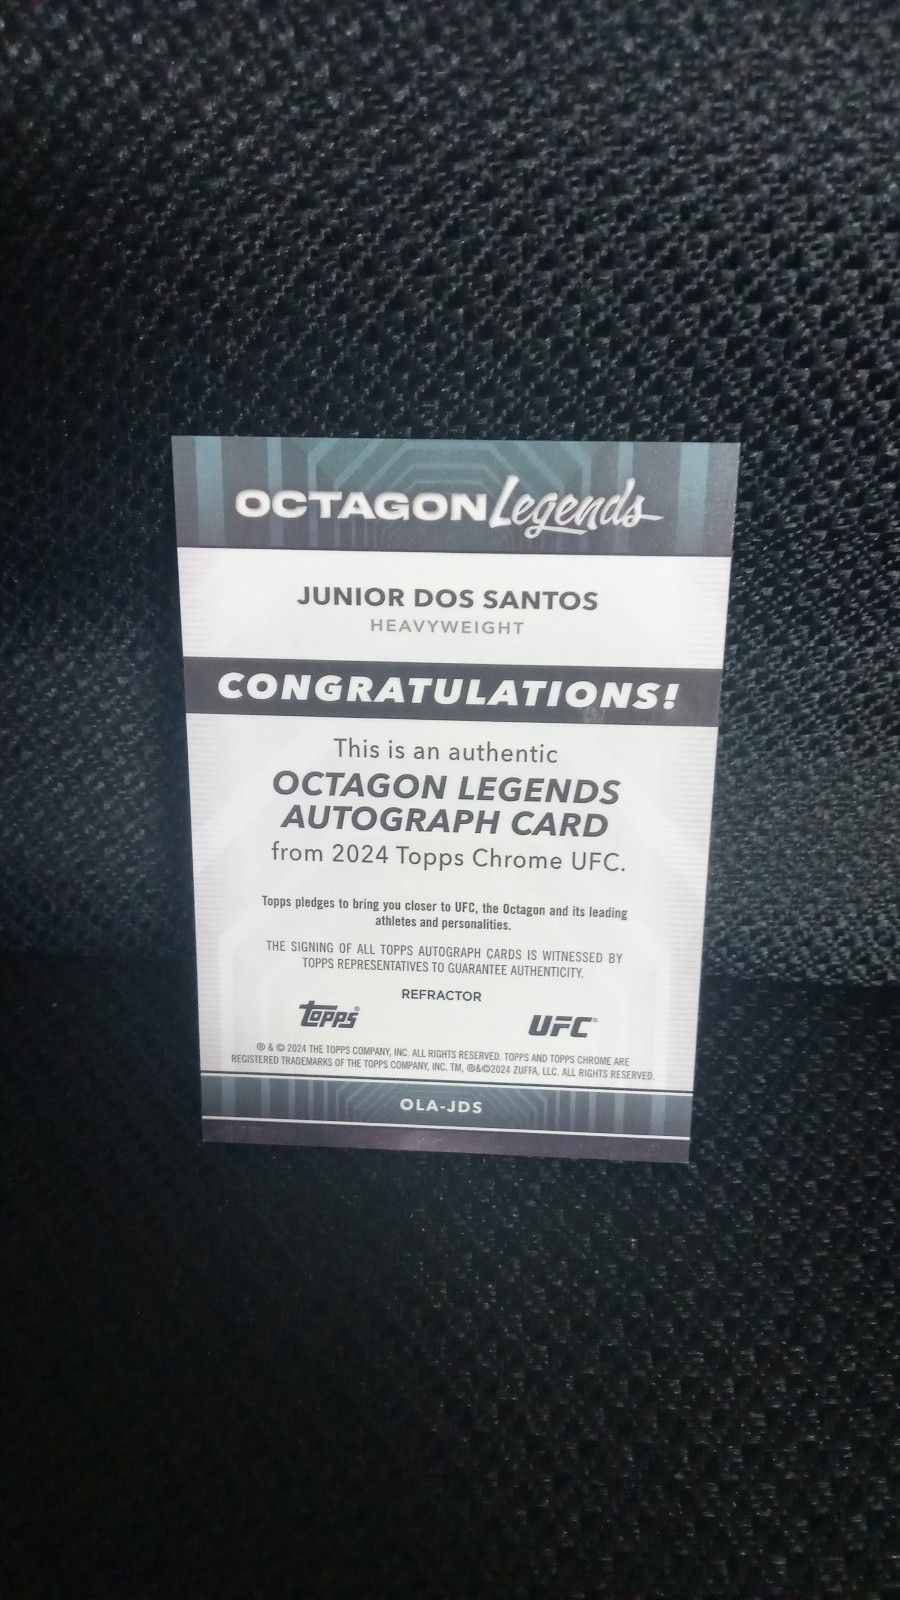 OCTAGON Legends
JUNIOR DOS SANTOS
HEAVYWEIGHT
CONGRATULATIONS!
This is an authentic
OCTAGON LEGENDS
AUTOGRAPH CARD
from 2024 Topps Chrome UFC.
Topps pledges to bring you closer to UFC, the Octagon and its leading
athletes and personalities.
THE SIGNING OF ALL TOPPS AUTOGRAPH CARDS IS WITNESSED BY
TOPPS REPRESENTATIVES TO GUARANTEE AUTHENTICITY.
REFRACTOR
Topps® UFC®
® & © 2024 THE TOPPS COMPANY, INC. ALL RIGHTS RESERVED. TOPPS AND TOPPS CHROME ARE
REGISTERED TRADEMARKS OF THE TOPPS COMPANY, INC. TM, ®&©2024 ZUFFA, LLC. ALL RIGHTS RESERVED.
OLA-JDS